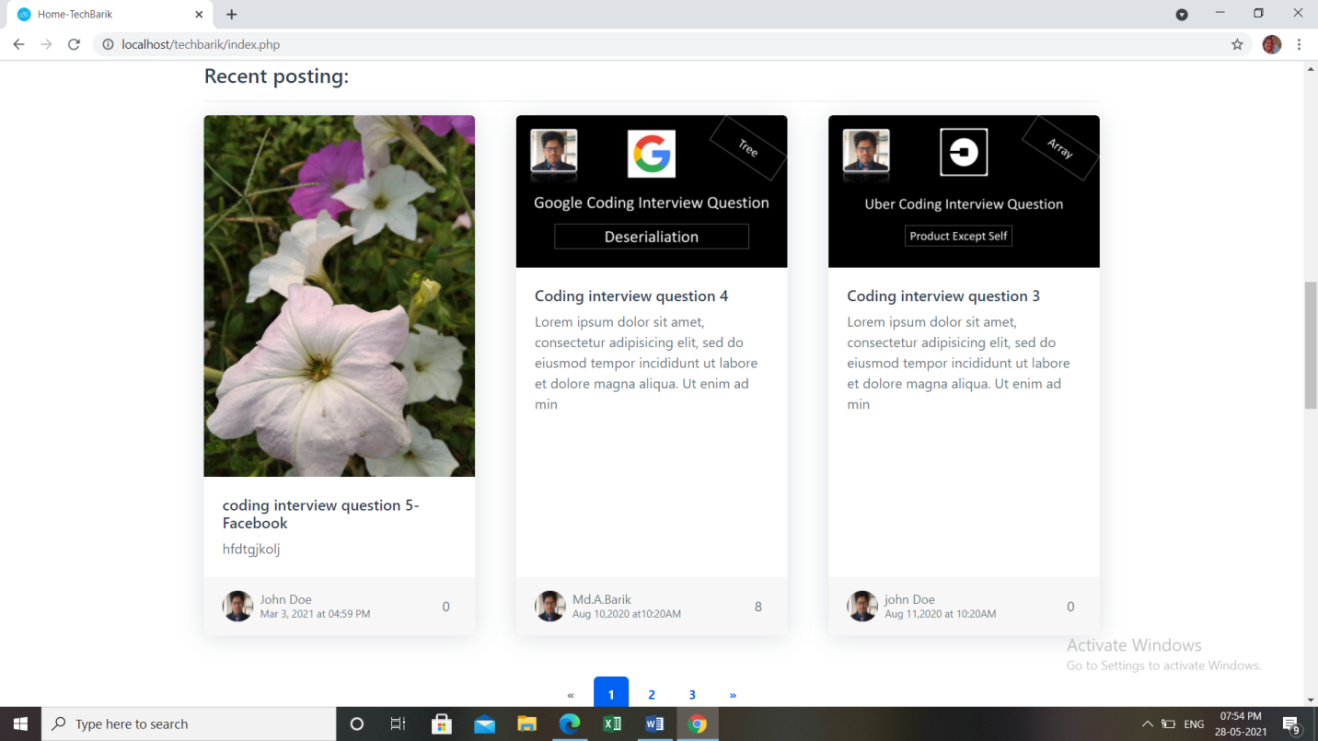 Home-TechBarik
localhost/techbarik/index.php
Recent posting:
Tree
Google Coding Interview Question
Deserialiation
Array
Uber Coding Interview Question
Product Except Self
coding interview question 5-
Facebook
hfdtgjkolj
John Doe
Mar 3, 2021 at 04:59 PM
0
Coding interview question 4
Lorem ipsum dolor sit amet,
consectetur adipisicing elit, sed do
eiusmod tempor incididunt ut labore
et dolore magna aliqua. Ut enim ad
min
Md.A.Barik
Aug 10,2020 at10:20AM
8
Coding interview question 3
Lorem ipsum dolor sit amet,
consectetur adipisicing elit, sed do
eiusmod tempor incididunt ut labore
et dolore magna aliqua. Ut enim ad
min
john Doe
Aug 11,2020 at 10:20AM
0
Activate Windows
Go to Settings to activate Windows.
« 1 2 3 »
Type here to search
ENG
07:54 PM
28-05-2021
9